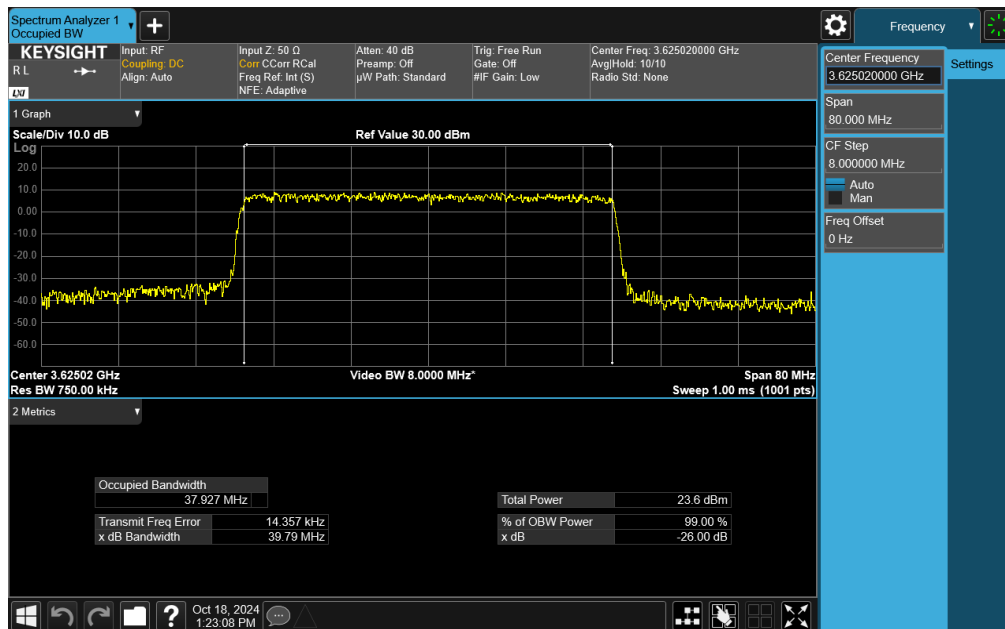 Spectrum Analyzer 1
Occupied BW
Frequency
KEYSIGHT
R L
LXI
Input: RF
Coupling: DC
Align: Auto
Input Z: 50 Ω
Corr CCorr RCal
Freq Ref: Int (S)
NFE: Adaptive
Atten: 40 dB
Preamp: Off
µW Path: Standard
Trig: Free Run
Gate: Off
#IF Gain: Low
Center Freq: 3.625020000 GHz
Avg|Hold: 10/10
Radio Std: None
Center Frequency
3.625020000 GHz
Settings
Span
80.000 MHz
CF Step
8.000000 MHz
Auto
Man
Freq Offset
0 Hz
1 Graph
Scale/Div 10.0 dB
Ref Value 30.00 dBm
Log
20.0
10.0
0.00
-10.0
-20.0
-30.0
-40.0
-50.0
-60.0
Center 3.62502 GHz
Video BW 8.0000 MHz*
Span 80 MHz
Res BW 750.00 kHz
Sweep 1.00 ms (1001 pts)
2 Metrics
Occupied Bandwidth
37.927 MHz
Total Power 23.6 dBm
Transmit Freq Error 14.357 kHz
% of OBW Power 99.00 %
x dB Bandwidth 39.79 MHz
x dB -26.00 dB
?
Oct 18, 2024
1:23:08 PM